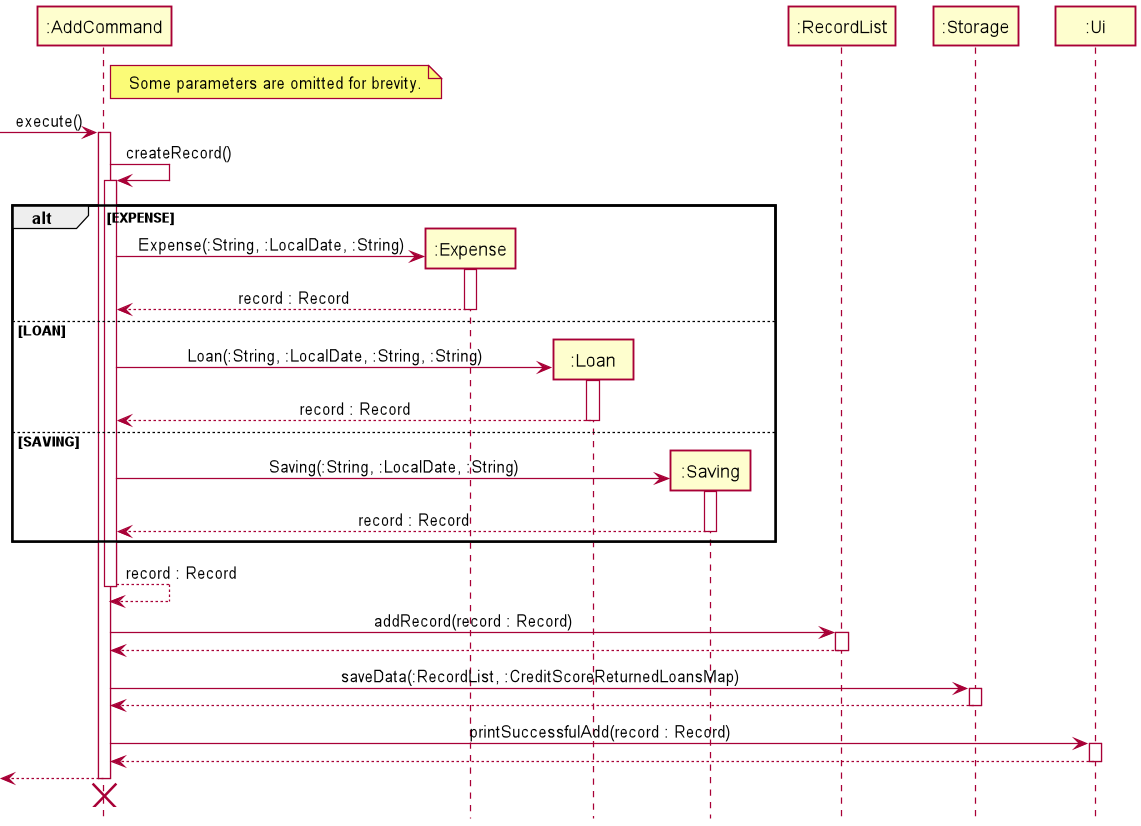 :AddCommand
:RecordList
:Storage
:Ui
Some parameters are omitted for brevity.
execute()
createRecord()
alt
[EXPENSE]
Expense(:String, :LocalDate, :String)
:Expense
record : Record
[LOAN]
Loan(:String, :LocalDate, :String, :String)
:Loan
record : Record
[SAVING]
Saving(:String, :LocalDate, :String)
:Saving
record : Record
record : Record
addRecord(record : Record)
saveData(:RecordList, :CreditScoreReturnedLoansMap)
printSuccessfulAdd(record : Record)